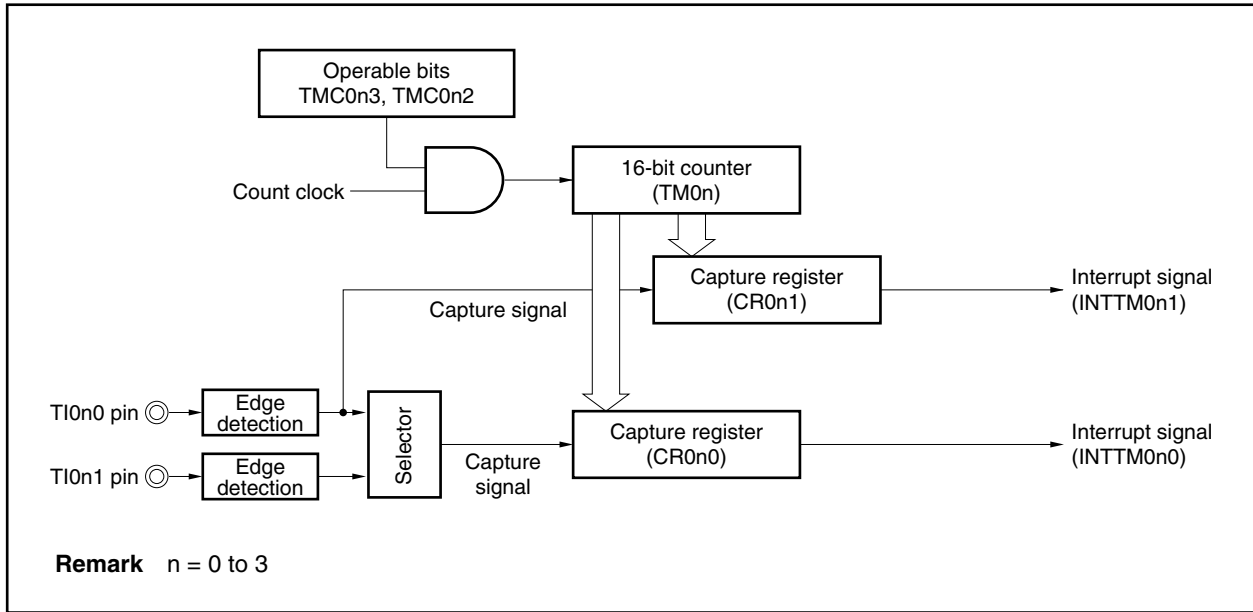 Operable bits
TMC0n3, TMC0n2
Count clock
16-bit counter
(TM0n)
Capture register
(CR0n1)
Interrupt signal
(INTTM0n1)
Capture signal
TI0n0 pin
Edge
detection
Selector
Capture
signal
Capture register
(CR0n0)
Interrupt signal
(INTTM0n0)
TI0n1 pin
Edge
detection
Remark n = 0 to 3